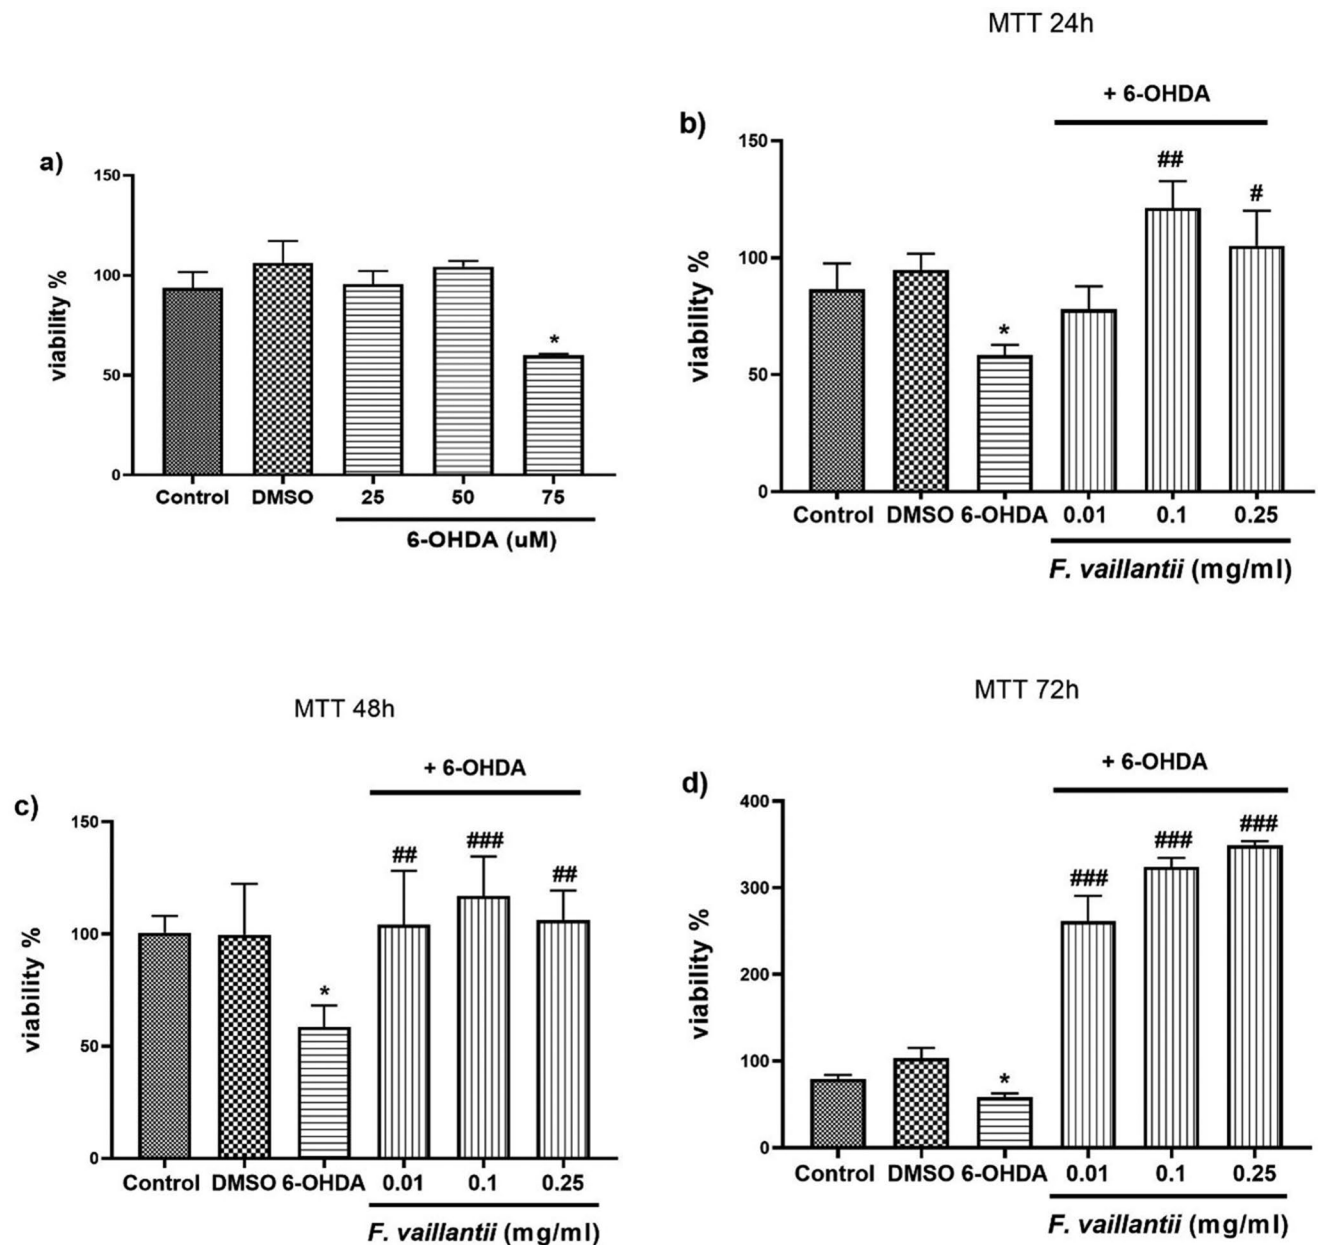 a)
150
100
50
0
viability %
*
Control DMSO 25 50 75
6-OHDA (uM)
MTT 24h
b)
+ 6-OHDA
150
100
50
0
viability %
*
##
#
Control DMSO 6-OHDA 0.01 0.1 0.25
F. vaillantii (mg/ml)
MTT 48h
c)
+ 6-OHDA
150
100
50
0
viability %
*
##
###
##
Control DMSO 6-OHDA 0.01 0.1 0.25
F. vaillantii (mg/ml)
MTT 72h
d)
+ 6-OHDA
400
300
200
100
0
viability %
*
###
###
###
Control DMSO 6-OHDA 0.01 0.1 0.25
F. vaillantii (mg/ml)